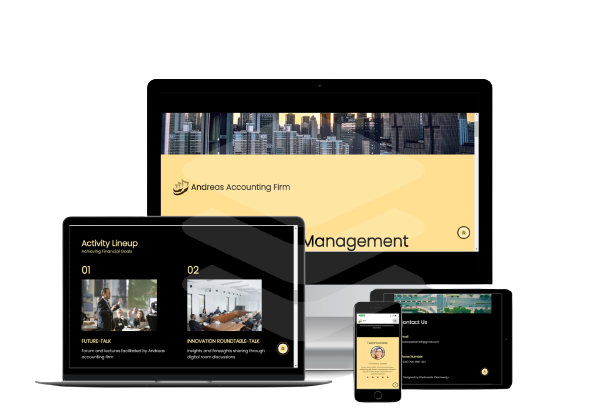 Andreas Accounting Firm
Management
Activity Lineup
Achieving Financial Goals
01
02
FUTURE-TALK
Forum and lectures facilitated by Andreas
accounting firm
INNOVATION ROUNDTABLE-TALK
Insights and foresights sharing through
digital room discussions
Contact Us